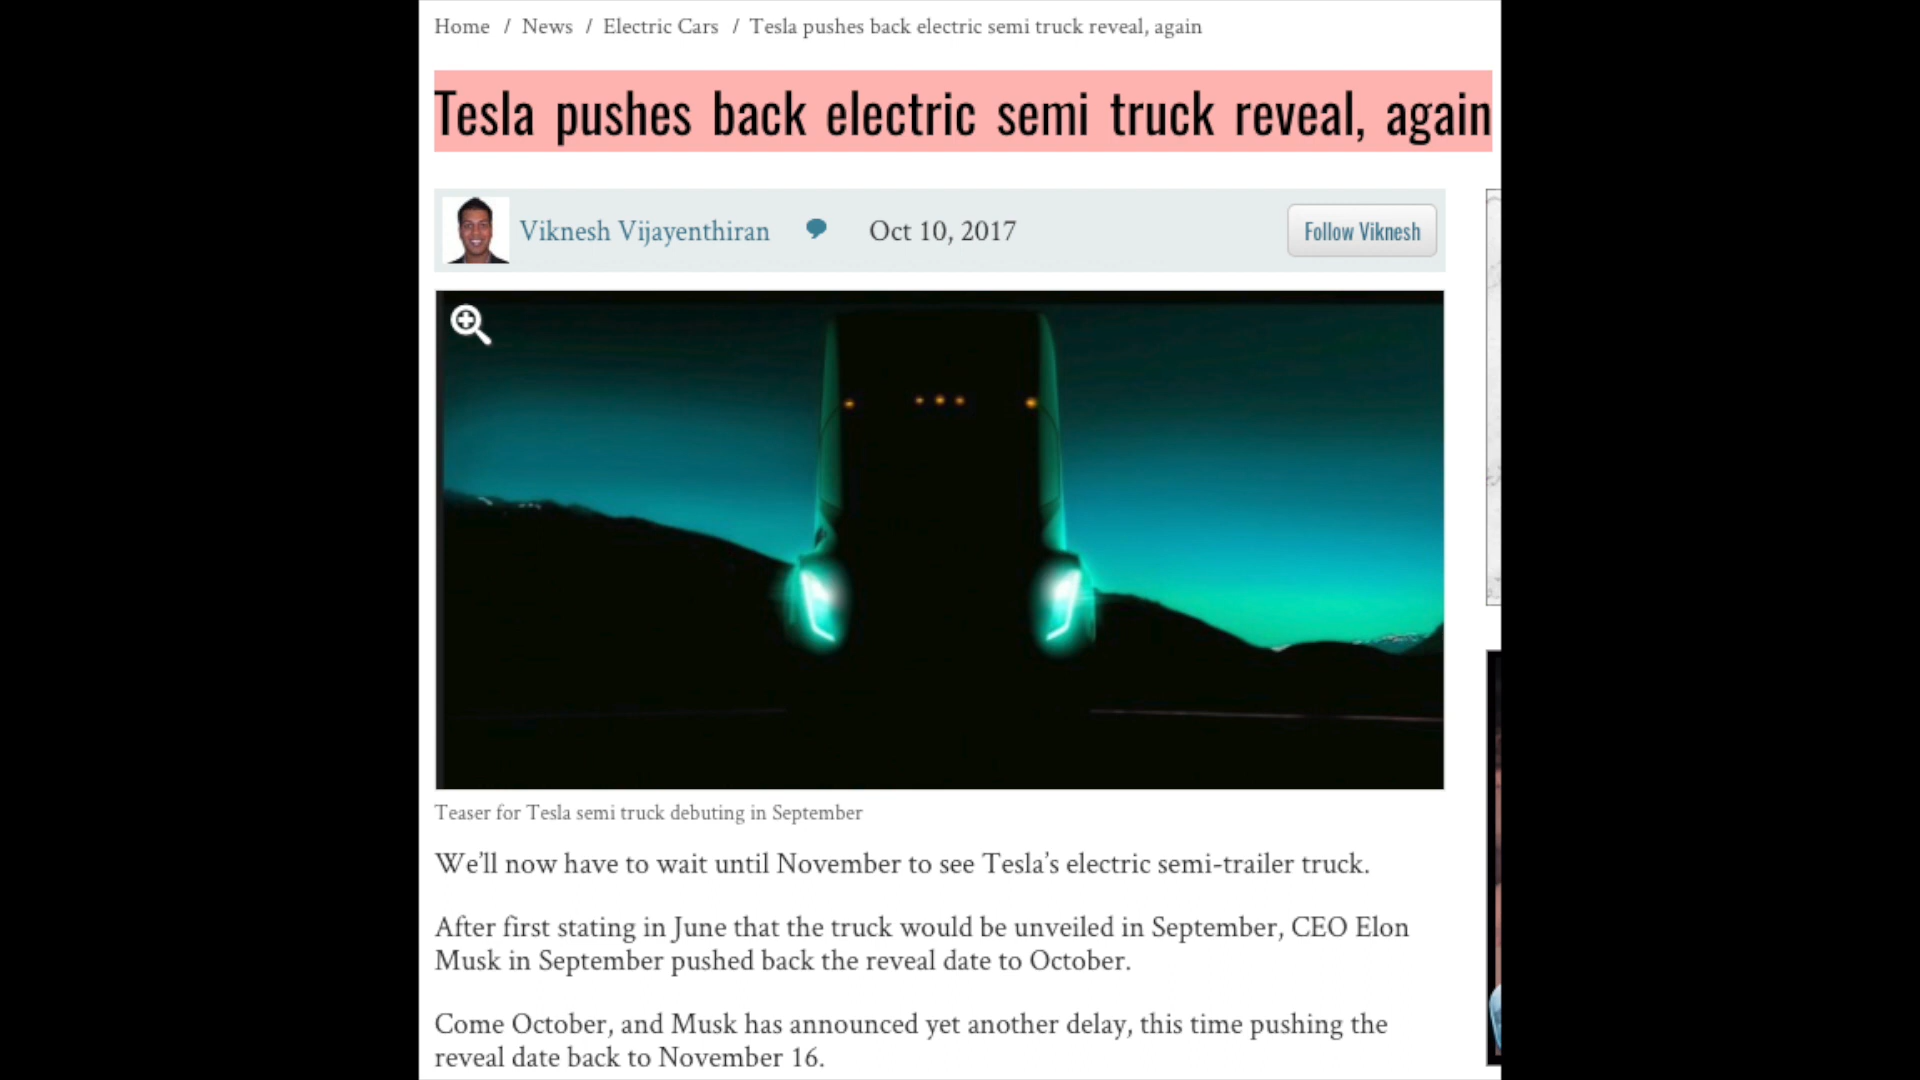 Home / News / Electric Cars / Tesla pushes back electric semi truck reveal, again
Tesla pushes back electric semi truck reveal, again
Viknesh Vijayenthiran Oct 10, 2017 Follow Viknesh
Teaser for Tesla semi truck debuting in September
We’ll now have to wait until November to see Tesla’s electric semi-trailer truck.
After first stating in June that the truck would be unveiled in September, CEO Elon
Musk in September pushed back the reveal date to October.
Come October, and Musk has announced yet another delay, this time pushing the
reveal date back to November 16.